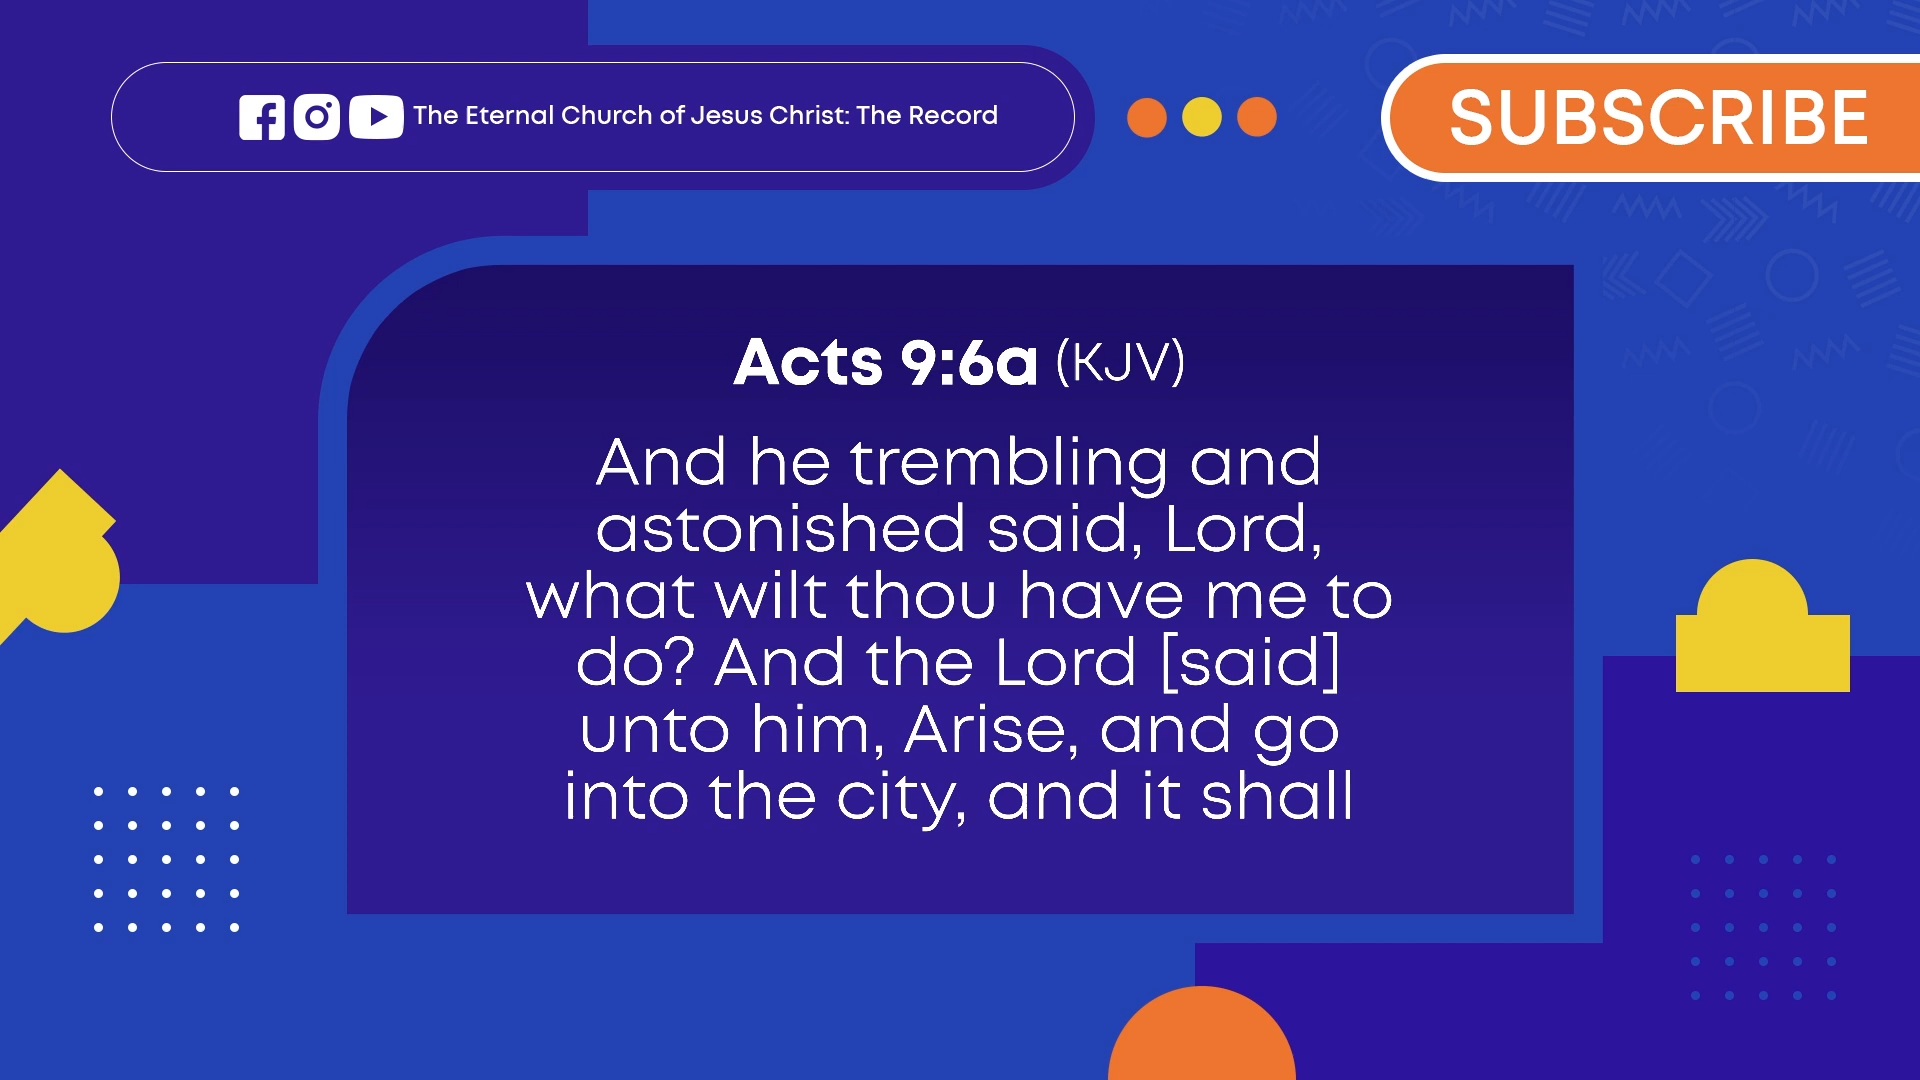 The Eternal Church of Jesus Christ: The Record
SUBSCRIBE
Acts 9:6a (KJV)
And he trembling and
astonished said, Lord,
what wilt thou have me to
do? And the Lord [said]
unto him, Arise, and go
into the city, and it shall